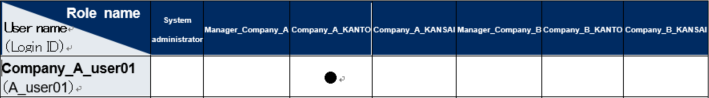 Role name
User name
(Login ID)
System
administrator
Manager_Company_A
Company_A_KANTO
Company_A_KANSAI
Manager_Company_B
Company_B_KANTO
Company_B_KANSAI
Company_A_user01
(A_user01)
●